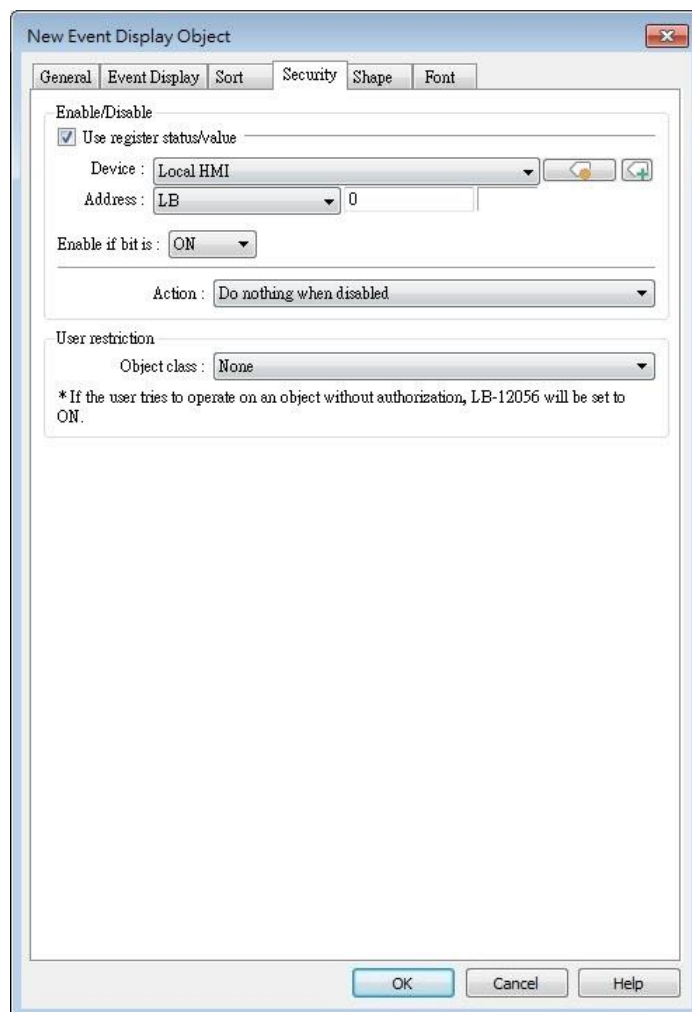 New Event Display Object
General Event Display Sort Security Shape Font
Enable/Disable
Use register status/value
Device : Local HMI
Address : LB 0
Enable if bit is : ON
Action : Do nothing when disabled
User restriction
Object class : None
* If the user tries to operate on an object without authorization, LB-12056 will be set to
ON.
OK Cancel Help